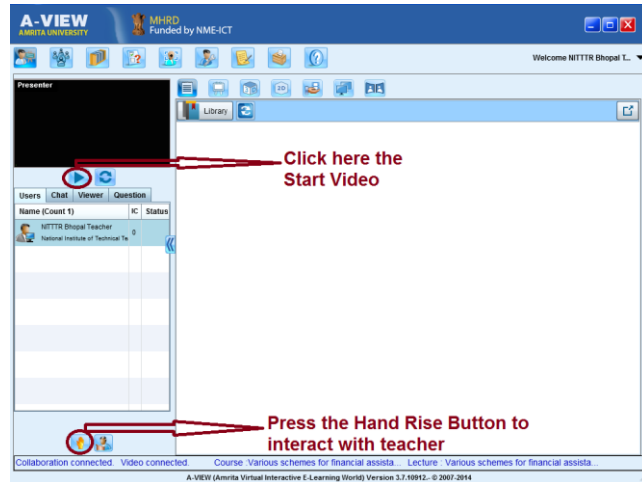 A-VIEW
AMRITA UNIVERSITY
MHRD
Funded by NME-ICT
Welcome NITTTR Bhopal T...
Presenter
2D
Library
Click here the
Start Video
Users Chat Viewer Question
Name (Count 1) IC Status
NITTTR Bhopal Teacher
National Institute of Technical Te
0
Press the Hand Rise Button to
interact with teacher
Collaboration connected. Video connected. Course :Various schemes for financial assista... Lecture : Various schemes for financial assista...
A-VIEW (Amrita Virtual Interactive E-Learning World) Version 3.7.10912.- © 2007-2014